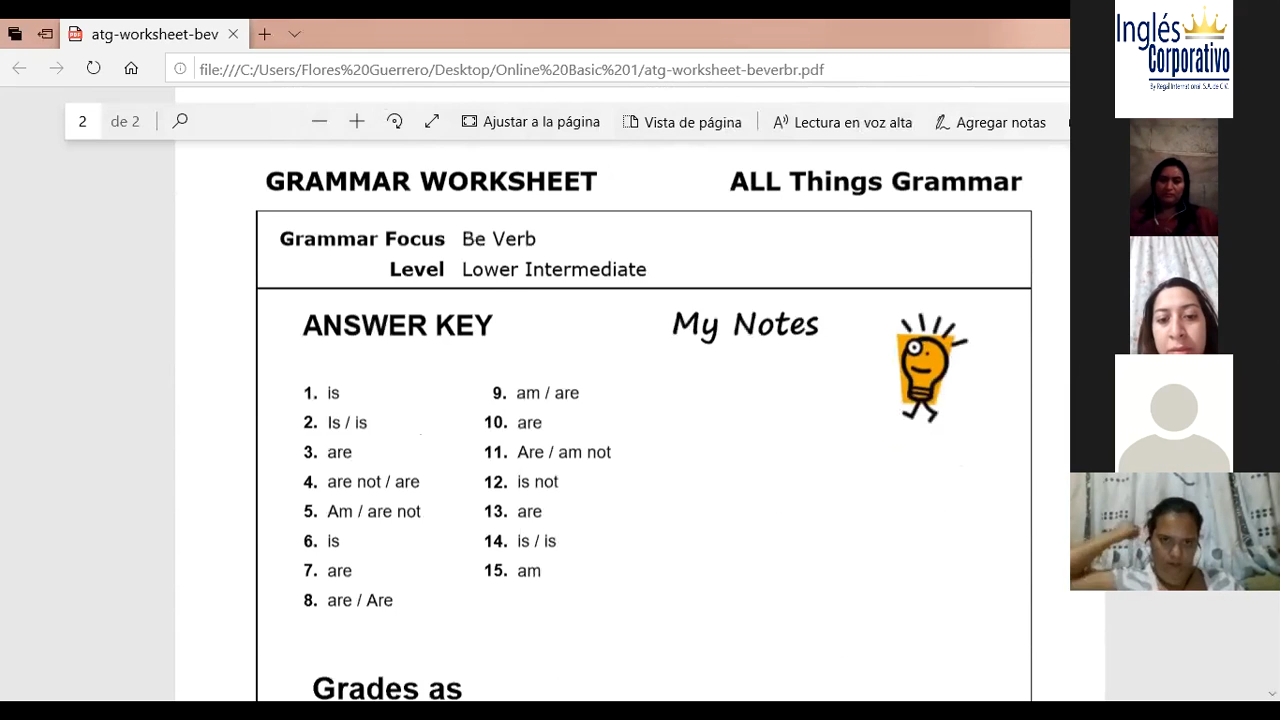 atg-worksheet-bev
file:///C:/Users/Flores%20Guerrero/Desktop/Online%20Basic%201/atg-worksheet-beverbr.pdf
2 de 2 Ajustar a la página Vista de página Lectura en voz alta Agregar notas
Inglés
Corporativo
By Regal International S.A. de C.V.
GRAMMAR WORKSHEET ALL Things Grammar
Grammar Focus Be Verb
Level Lower Intermediate
ANSWER KEY My Notes
1. is 9. am / are
2. Is / is 10. are
3. are 11. Are / am not
4. are not / are 12. is not
5. Am / are not 13. are
6. is 14. is / is
7. are 15. am
8. are / Are
Grades as